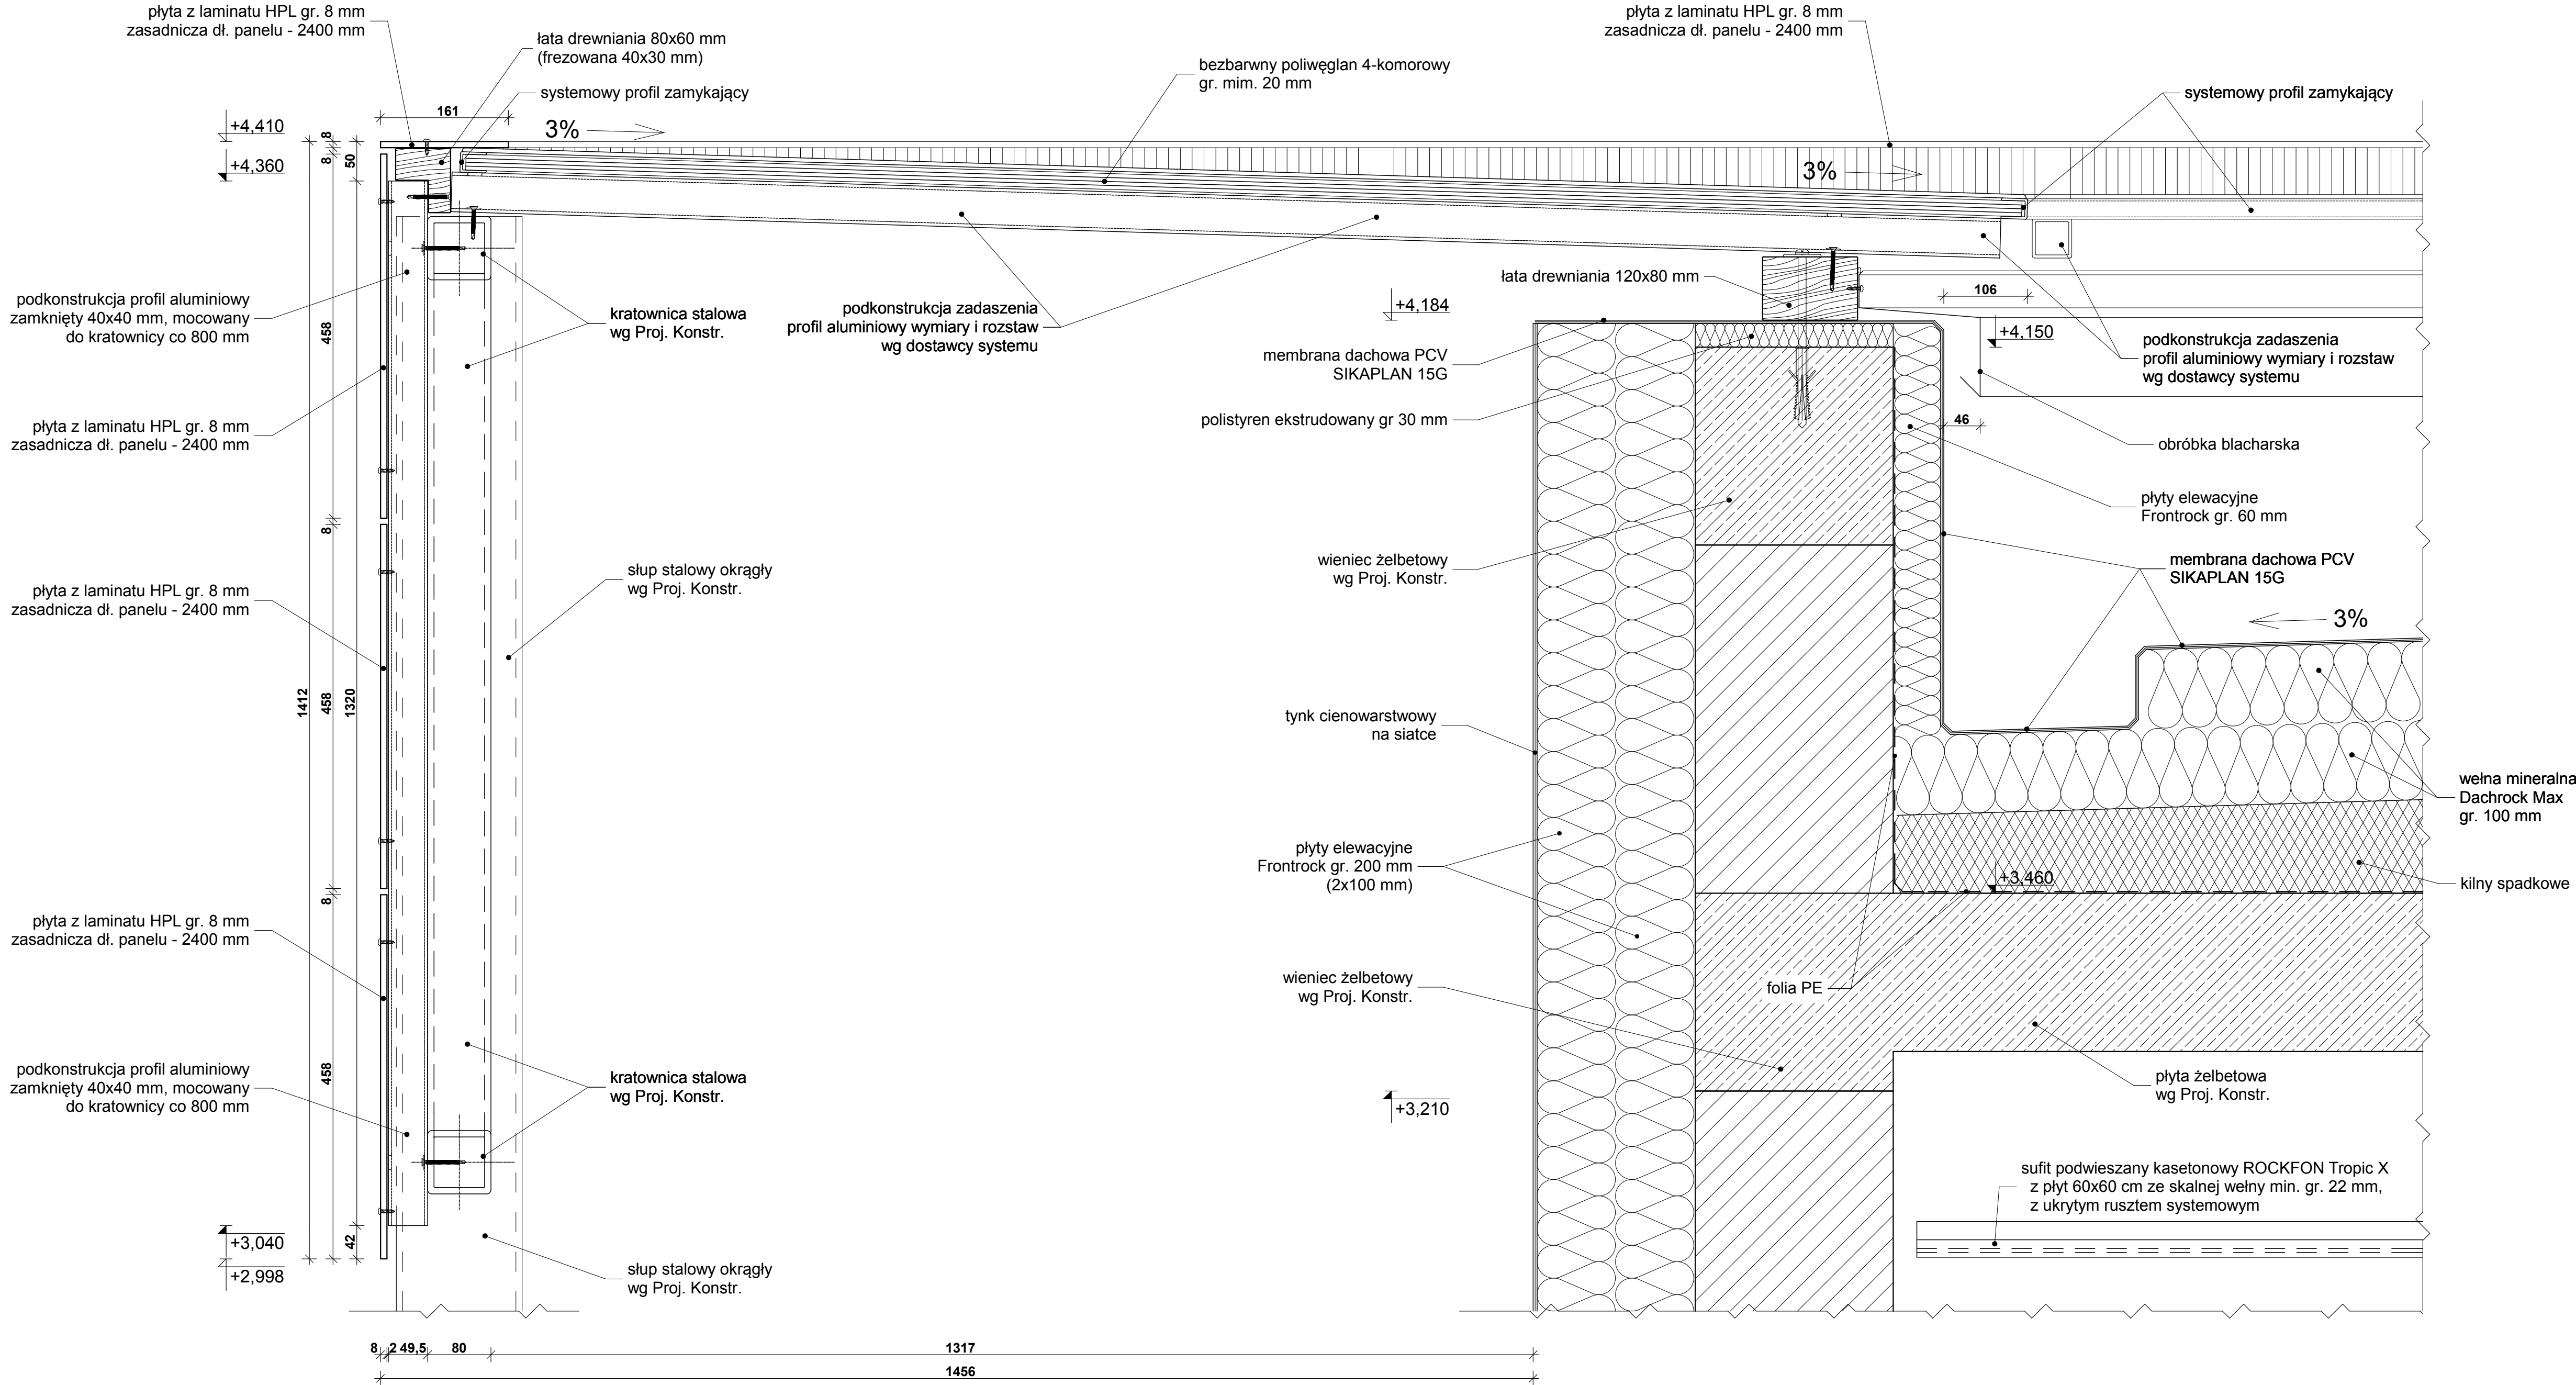 płyta z laminatu HPL gr. 8 mm
zasadnicza dł. panelu - 2400 mm
łata drewniania 80x60 mm
(frezowana 40x30 mm)
systemowy profil zamykający
bezbarwny poliwęglan 4-komorowy
gr. mim. 20 mm
płyta z laminatu HPL gr. 8 mm
zasadnicza dł. panelu - 2400 mm
systemowy profil zamykający
161
3%
3%
+4,410
+4,360
8
8
50
podkonstrukcja profil aluminiowy
zamknięty 40x40 mm, mocowany
do kratownicy co 800 mm
458
kratownica stalowa
wg Proj. Konstr.
podkonstrukcja zadaszenia
profil aluminiowy wymiary i rozstaw
wg dostawcy systemu
łata drewniania 120x80 mm
+4,184
106
+4,150
podkonstrukcja zadaszenia
profil aluminiowy wymiary i rozstaw
wg dostawcy systemu
membrana dachowa PCV
SIKAPLAN 15G
polistyren ekstrudowany gr 30 mm
46
obróbka blacharska
płyta z laminatu HPL gr. 8 mm
zasadnicza dł. panelu - 2400 mm
płyty elewacyjne
Frontrock gr. 60 mm
8
wieniec żelbetowy
wg Proj. Konstr.
membrana dachowa PCV
SIKAPLAN 15G
słup stalowy okrągły
wg Proj. Konstr.
płyta z laminatu HPL gr. 8 mm
zasadnicza dł. panelu - 2400 mm
3%
1412
458
1320
tynk cienowarstwowy
na siatce
wełna mineralna
Dachrock Max
gr. 100 mm
płyty elewacyjne
Frontrock gr. 200 mm
(2x100 mm)
+3,460
kilny spadkowe
8
płyta z laminatu HPL gr. 8 mm
zasadnicza dł. panelu - 2400 mm
wieniec żelbetowy
wg Proj. Konstr.
folia PE
podkonstrukcja profil aluminiowy
zamknięty 40x40 mm, mocowany
do kratownicy co 800 mm
458
kratownica stalowa
wg Proj. Konstr.
+3,210
płyta żelbetowa
wg Proj. Konstr.
sufit podwieszany kasetonowy ROCKFON Tropic X
z płyt 60x60 cm ze skalnej wełny min. gr. 22 mm,
z ukrytym rusztem systemowym
+3,040
+2,998
42
słup stalowy okrągły
wg Proj. Konstr.
8
2
49,5
80
1317
1456